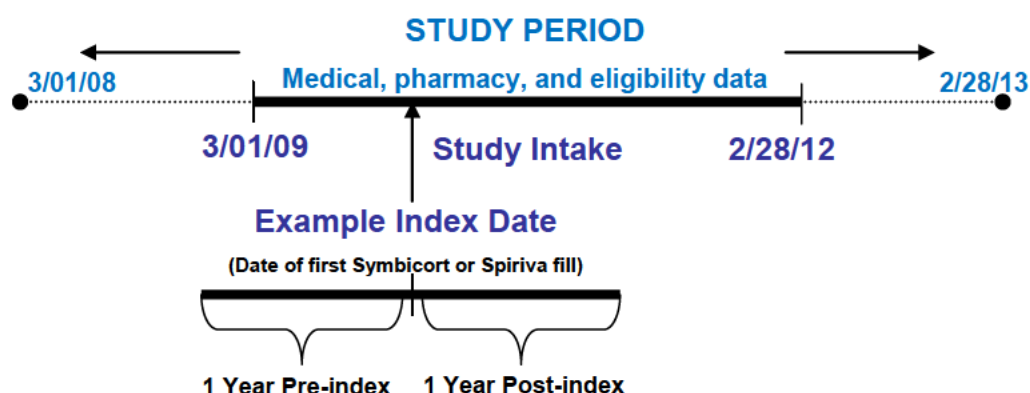 STUDY PERIOD
3/01/08 Medical, pharmacy, and eligibility data 2/28/13
3/01/09 Study Intake 2/28/12
Example Index Date
(Date of first Symbicort or Spiriva fill)
1 Year Pre-index 1 Year Post-index